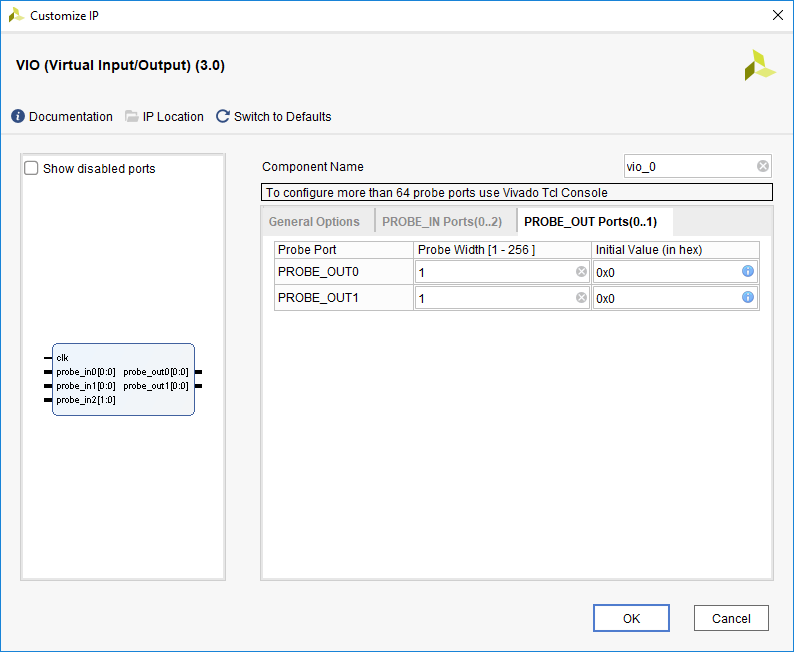 Customize IP
VIO (Virtual Input/Output) (3.0)
Documentation IP Location Switch to Defaults
Show disabled ports
clk
probe_in0[0:0] probe_out0[0:0]
probe_in1[0:0] probe_out1[0:0]
probe_in2[1:0]
Component Name vio_0
To configure more than 64 probe ports use Vivado Tcl Console
General Options PROBE_IN Ports(0..2) PROBE_OUT Ports(0..1)
Probe Port Probe Width [1 - 256 ] Initial Value (in hex)
PROBE_OUT0 1 0x0
PROBE_OUT1 1 0x0
OK Cancel